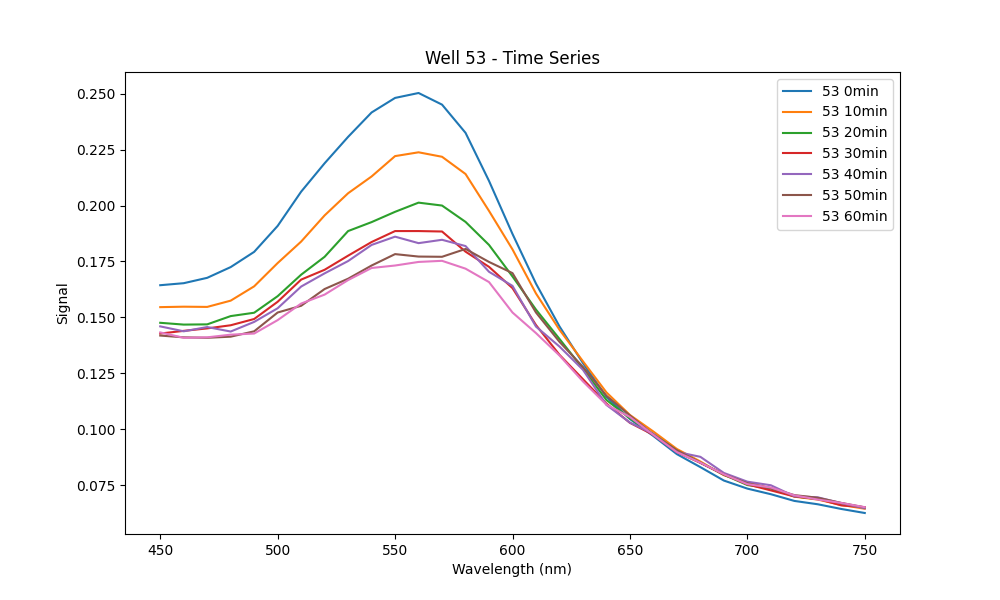 Well 53 - Time Series
Signal
0.250
0.225
0.200
0.175
0.150
0.125
0.100
0.075
53 0min
53 10min
53 20min
53 30min
53 40min
53 50min
53 60min
450 500 550 600 650 700 750
Wavelength (nm)